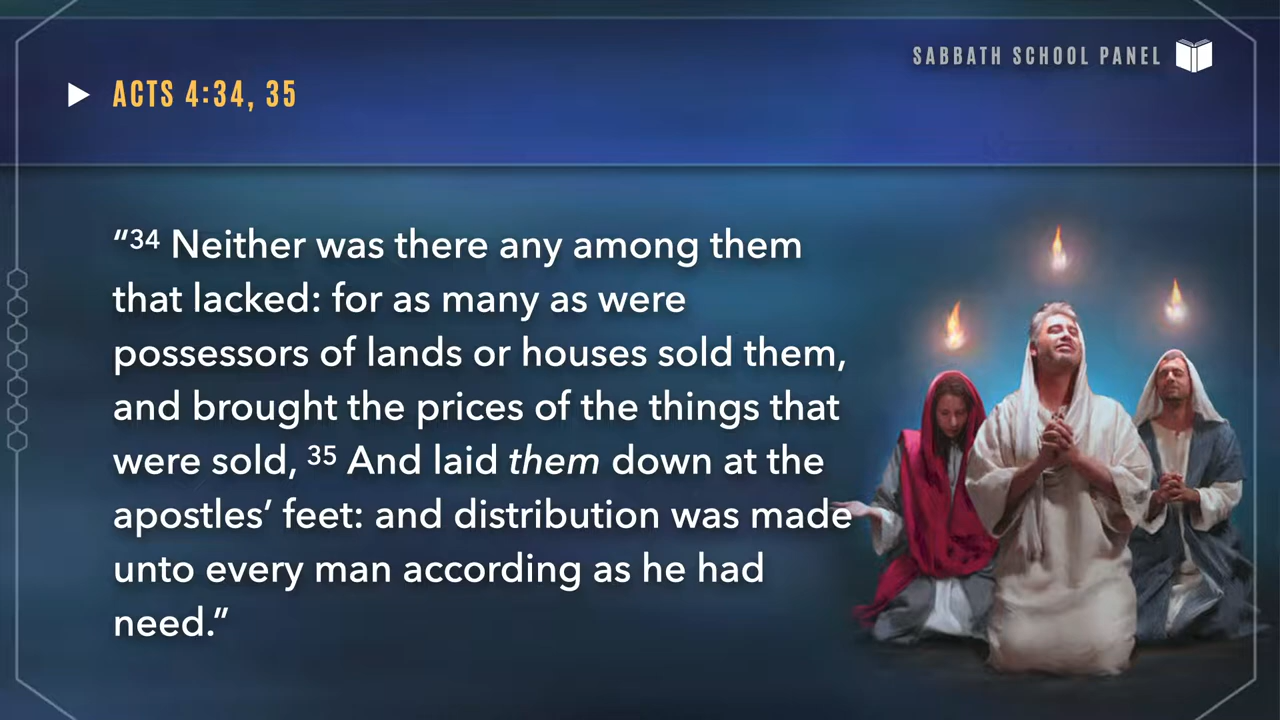 SABBATH SCHOOL PANEL
ACTS 4:34, 35
“34 Neither was there any among them
that lacked: for as many as were
possessors of lands or houses sold them,
and brought the prices of the things that
were sold, 35 And laid them down at the
apostles’ feet: and distribution was made
unto every man according as he had
need.”